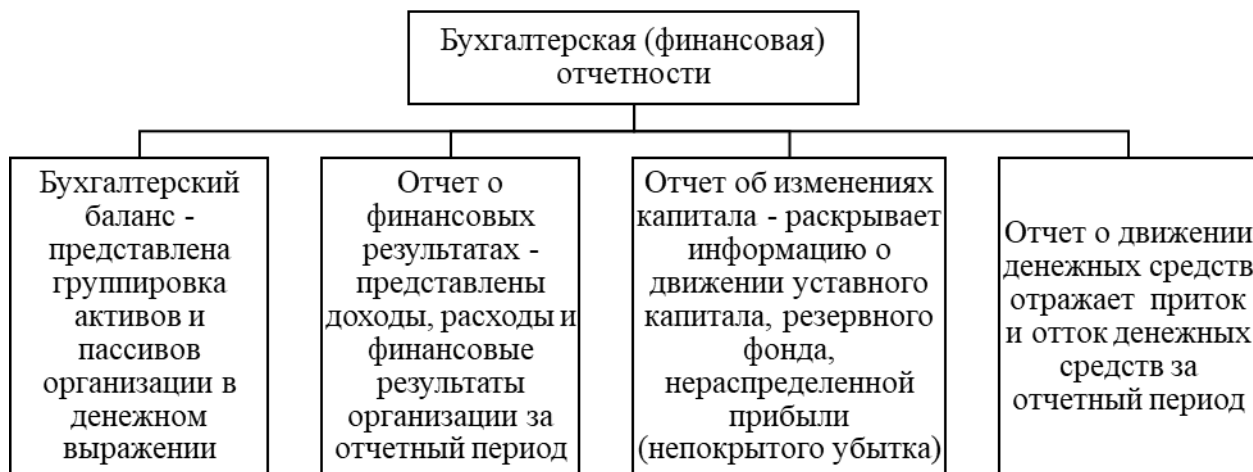 Бухгалтерская (финансовая)
отчетности
Бухгалтерский
баланс -
представлена
группировка
активов и
пассивов
организации в
денежном
выражении
Отчет о
финансовых
результатах -
представлены
доходы, расходы и
финансовые
результаты
организации за
отчетный период
Отчет об изменениях
капитала - раскрывает
информацию о
движении уставного
капитала, резервного
фонда,
нераспределенной
прибыли
(непокрытого убытка)
Отчет о движении
денежных средств
отражает приток
и отток денежных
средств за
отчетный период